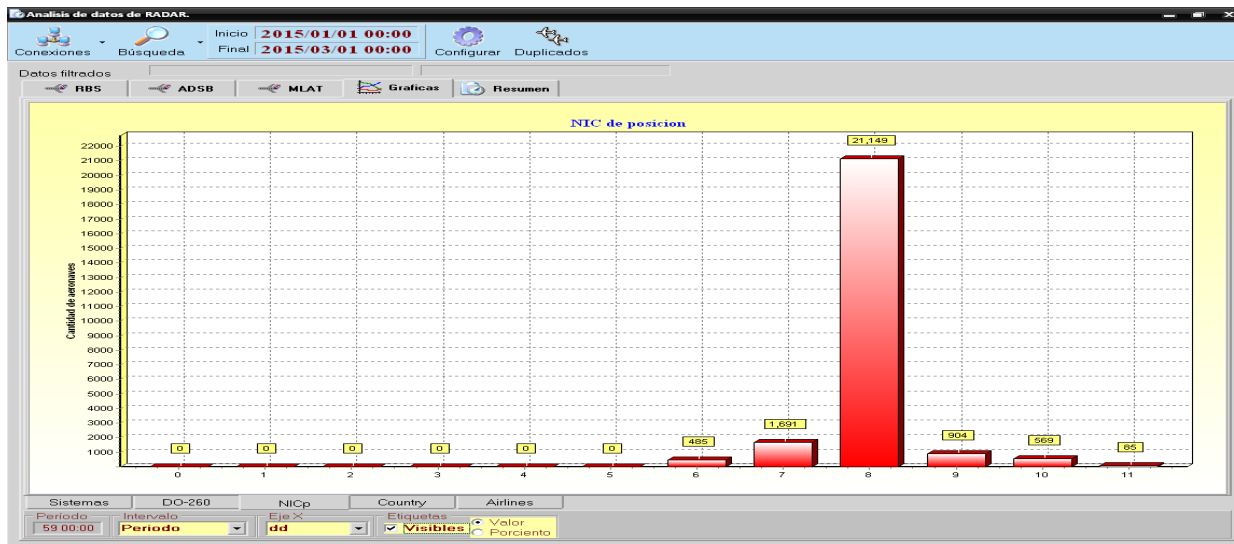 Analisis de datos de RADAR.
Conexiones
Búsqueda
Inicio 2015/01/01 00:00
Final 2015/03/01 00:00
Configurar
Duplicados
Datos filtrados
RBS
ADSB
MLAT
Graficas
Resumen
NIC de posicion
Cantidad de aeronaves
22000
21000
20000
19000
18000
17000
16000
15000
14000
13000
12000
11000
10000
9000
8000
7000
6000
5000
4000
3000
2000
1000
0 0 0 0 0 0 485 1,691 21,149 904 569 85
0 1 2 3 4 5 6 7 8 9 10 11
Sistemas DO-260 NICp Country Airlines
Período Intervalo Eje X Etiquetas
59 00:00 Periodo dd Visibles
Valor
Porciento